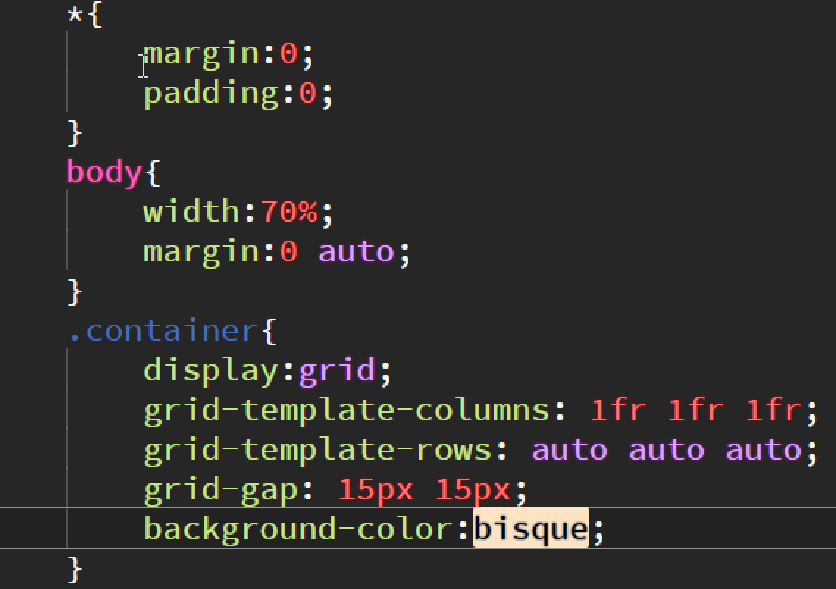 *{
margin:0;
padding:0;
}
body{
width:70%;
margin:0 auto;
}
.container{
display:grid;
grid-template-columns: 1fr 1fr 1fr;
grid-template-rows: auto auto auto;
grid-gap: 15px 15px;
background-color:bisque;
}